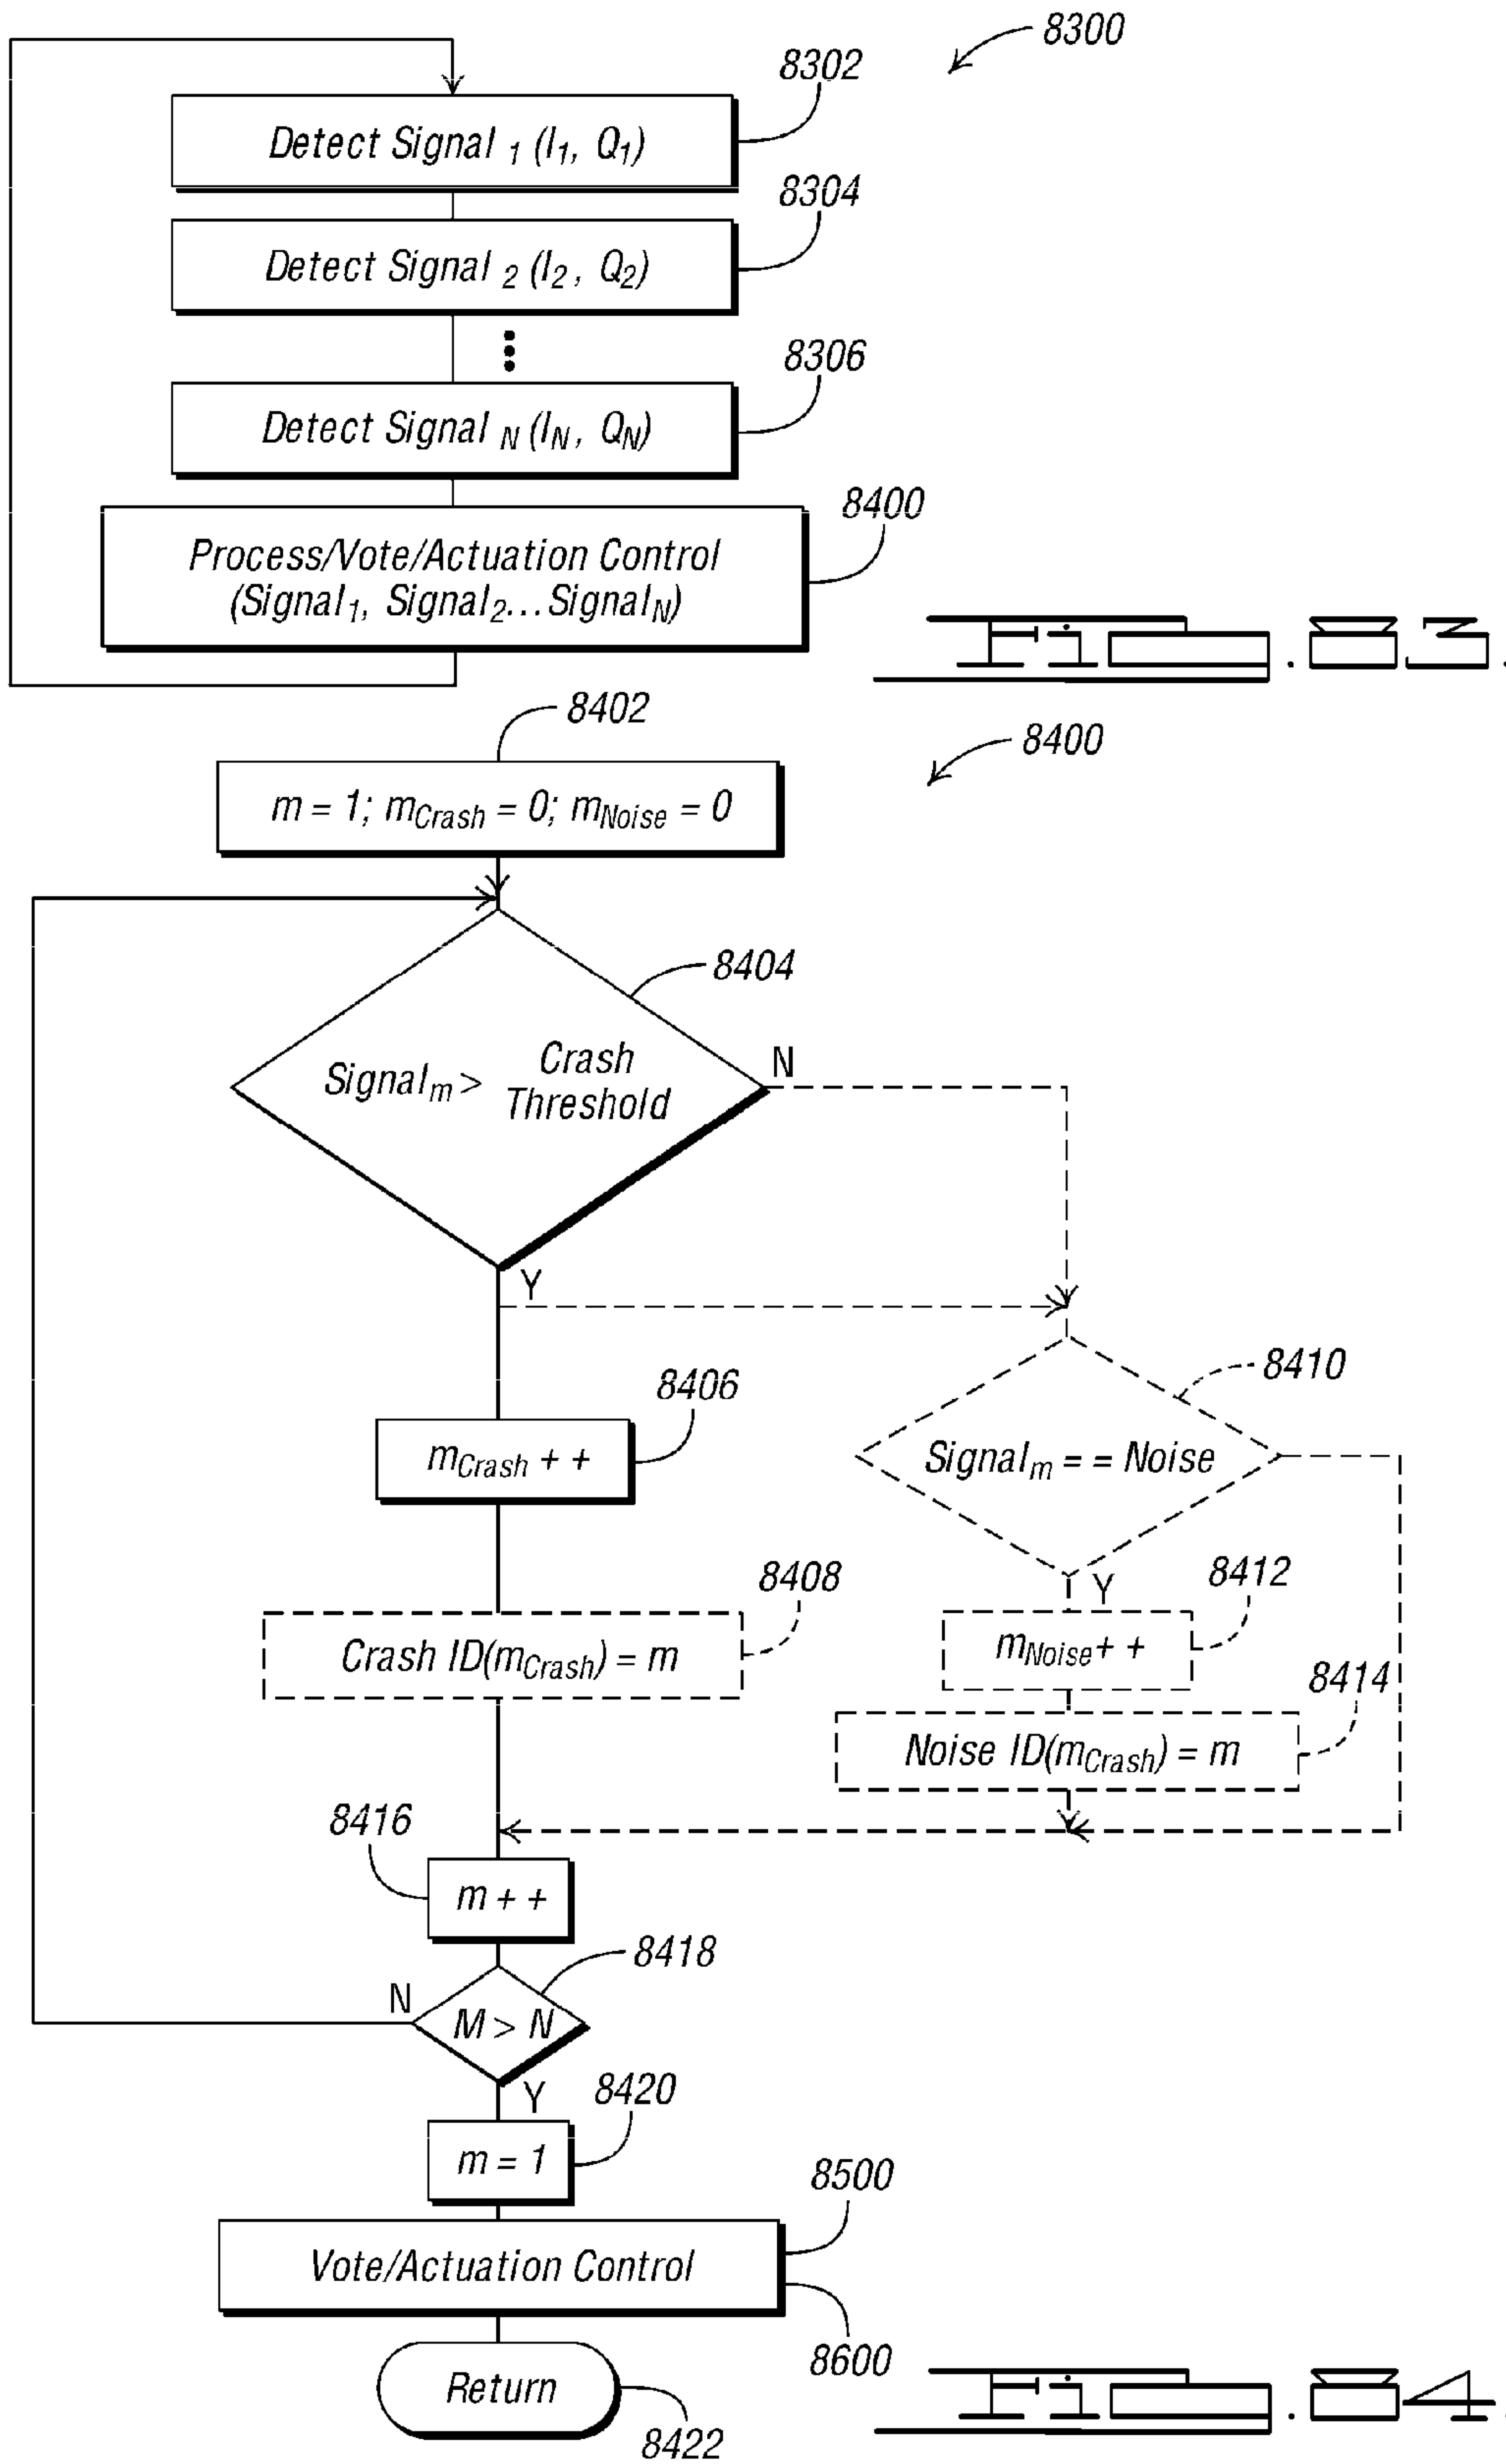 8300
8302
Detect Signal 1 (I1, Q1)
8304
Detect Signal 2 (I2, Q2)
8306
Detect Signal N (IN, QN)
8400
Process/Vote/Actuation Control
(Signal1, Signal2...SignalN)
Fig. 83.
8402
8400
m = 1; mCrash = 0; mNoise = 0
8404
Signalm > Crash
Threshold
N
Y
8410
8406
mCrash + +
Signalm = = Noise
8408
8412
Y
Crash ID(mCrash) = m
mNoise+ +
8414
Noise ID(mCrash) = m
8416
m + +
8418
N
M > N
Y
8420
m = 1
8500
Vote/Actuation Control
8600
Return
8422
Fig. 84.